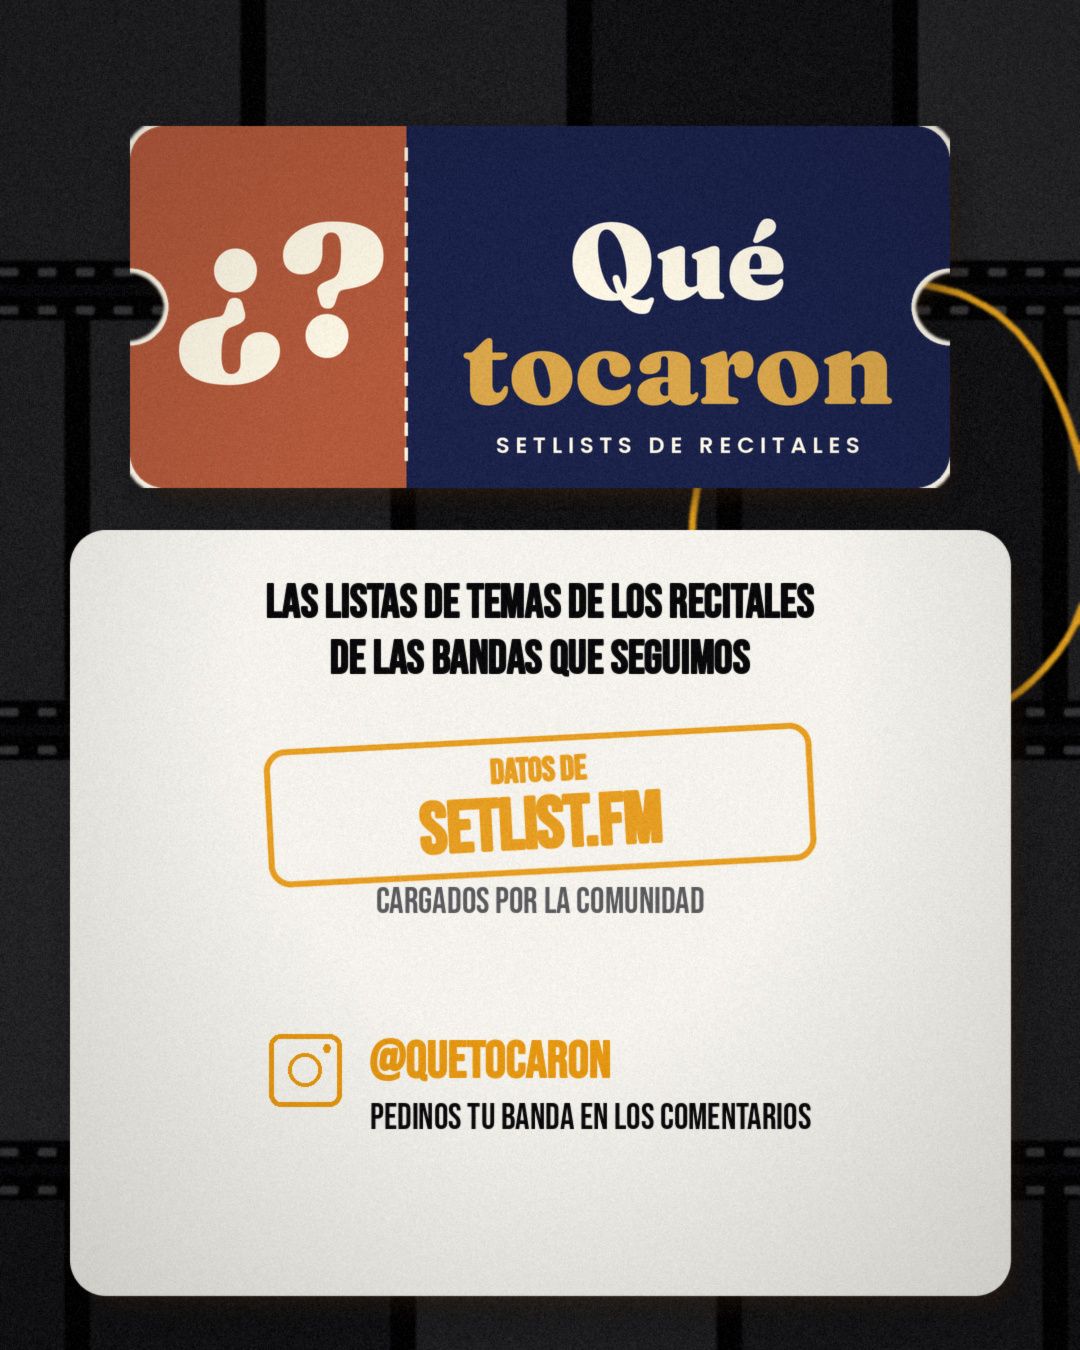 ¿?
Qué
tocaron
SETLISTS DE RECITALES
LAS LISTAS DE TEMAS DE LOS RECITALES
DE LAS BANDAS QUE SEGUIMOS
DATOS DE
SETLIST.FM
CARGADOS POR LA COMUNIDAD
@QUETOCARON
PEDINOS TU BANDA EN LOS COMENTARIOS